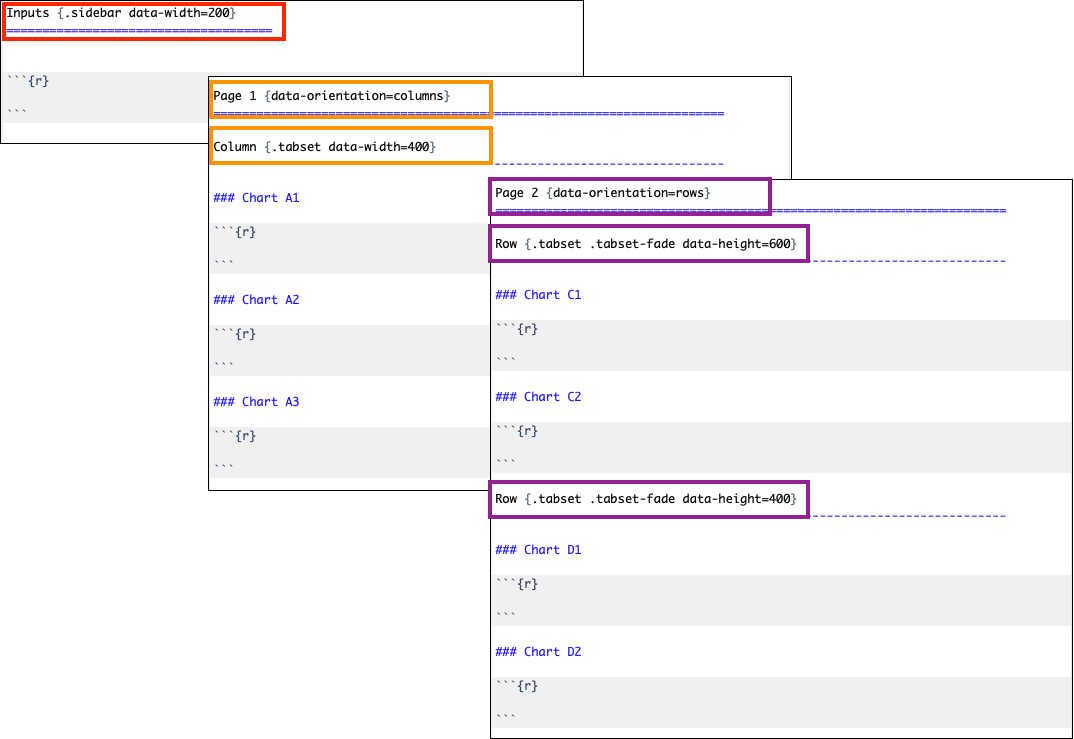 Inputs {.sidebar data-width=200}
=====================================
```{r}
```
Page 1 {data-orientation=columns}
=======================================================================
Column {.tabset data-width=400}
--------------------------------
### Chart A1
```{r}
```
### Chart A2
```{r}
```
### Chart A3
```{r}
```
Page 2 {data-orientation=rows}
=======================================================================
Row {.tabset .tabset-fade data-height=600}
---------------------------
### Chart C1
```{r}
```
### Chart C2
```{r}
```
Row {.tabset .tabset-fade data-height=400}
---------------------------
### Chart D1
```{r}
```
### Chart D2
```{r}
```